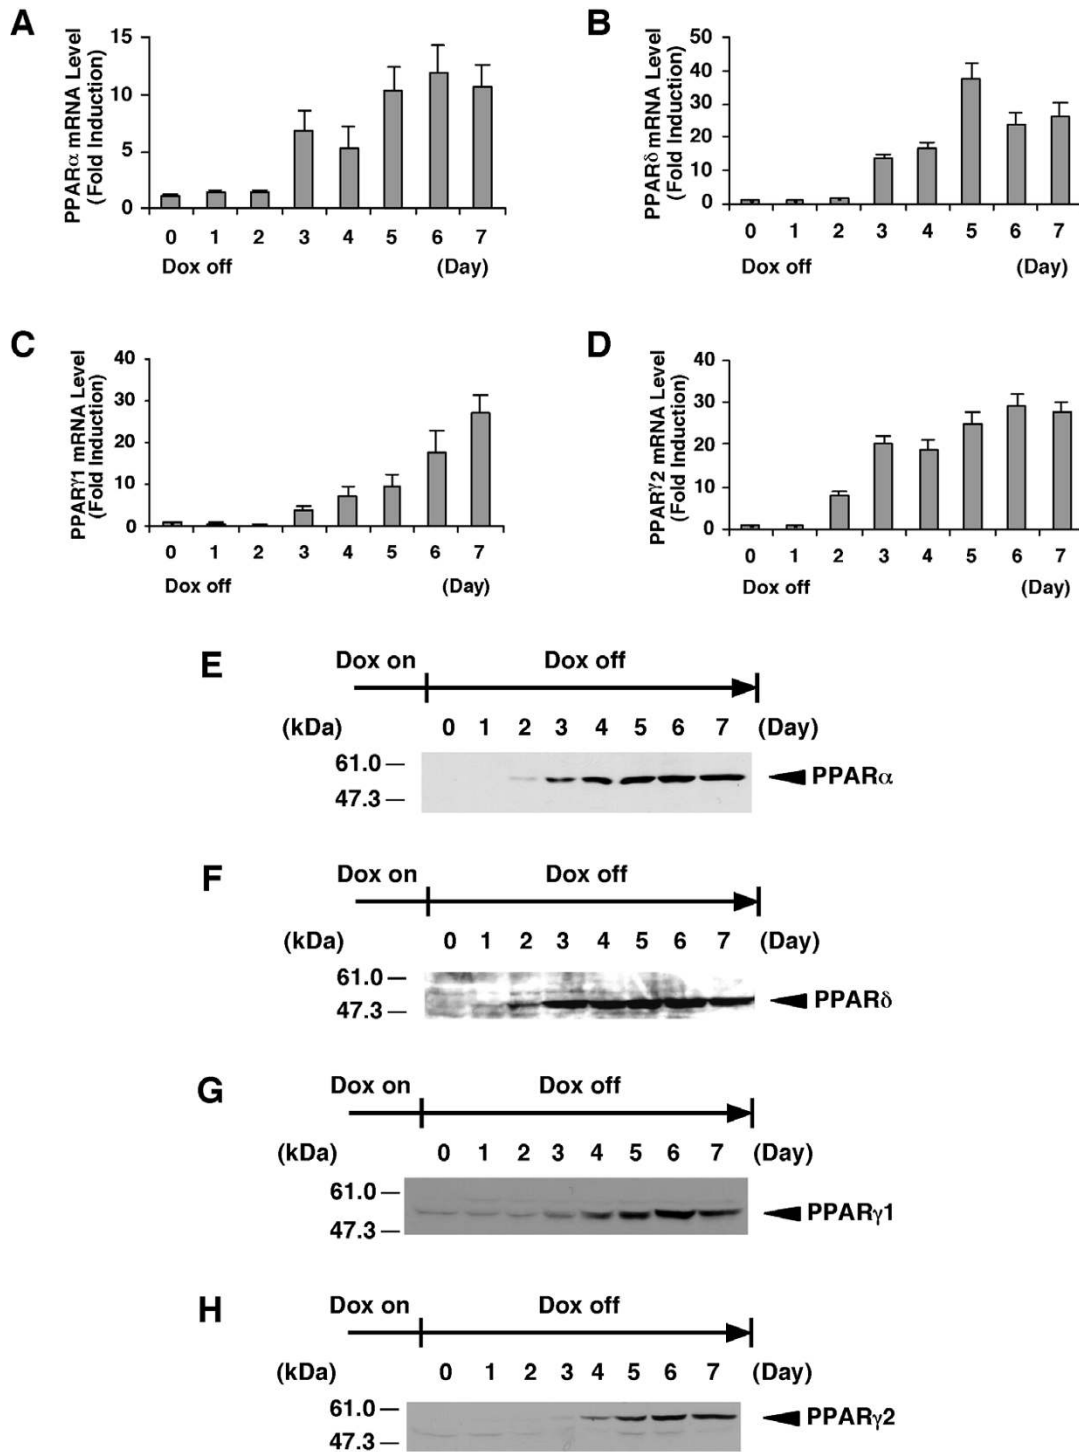 A
PPARα mRNA Level
(Fold Induction)
15
10
5
0
0 1 2 3 4 5 6 7
Dox off (Day)
B
PPARδ mRNA Level
(Fold Induction)
50
40
30
20
10
0
0 1 2 3 4 5 6 7
Dox off (Day)
C
PPARγ1 mRNA Level
(Fold Induction)
40
30
20
10
0
0 1 2 3 4 5 6 7
Dox off (Day)
D
PPARγ2 mRNA Level
(Fold Induction)
40
30
20
10
0
0 1 2 3 4 5 6 7
Dox off (Day)
E
Dox on Dox off
(kDa) 0 1 2 3 4 5 6 7 (Day)
61.0
47.3
PPARα
F
Dox on Dox off
(kDa) 0 1 2 3 4 5 6 7 (Day)
61.0
47.3
PPARδ
G
Dox on Dox off
(kDa) 0 1 2 3 4 5 6 7 (Day)
61.0
47.3
PPARγ1
H
Dox on Dox off
(kDa) 0 1 2 3 4 5 6 7 (Day)
61.0
47.3
PPARγ2